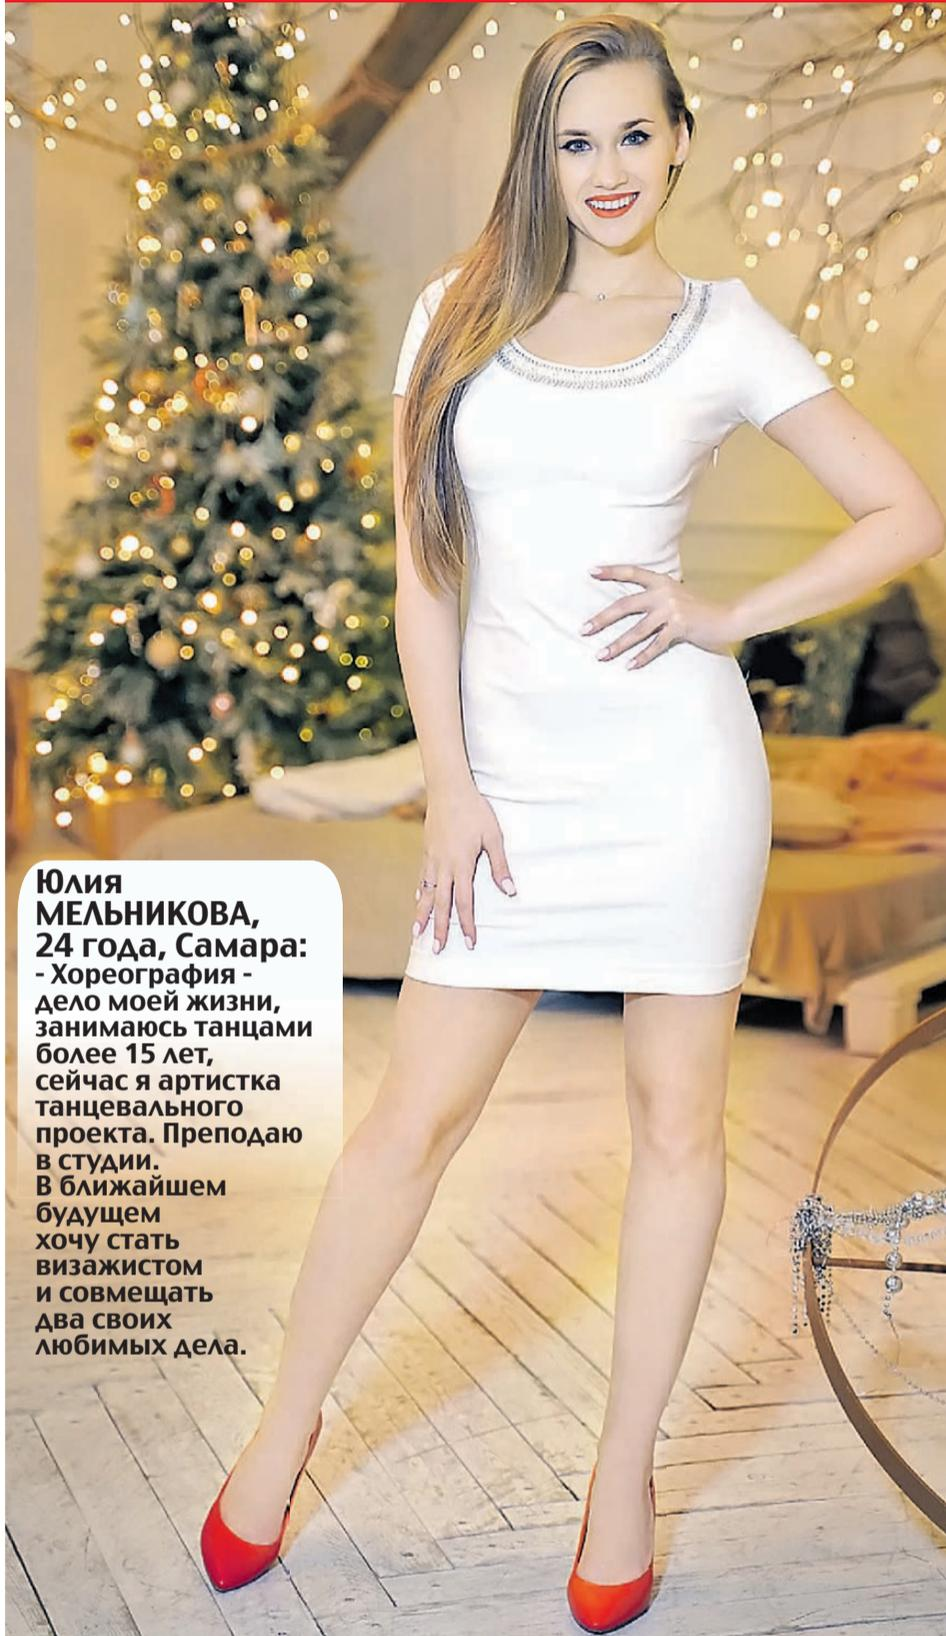 Юлия
МЕЛЬНИКОВА,
24 года, Самара:
- Хореография -
дело моей жизни,
занимаюсь танцами
более 15 лет,
сейчас я артистка
танцевального
проекта. Преподаю
в студии.
В ближайшем
будущем
хочу стать
визажистом
и совмещать
два своих
любимых дела.